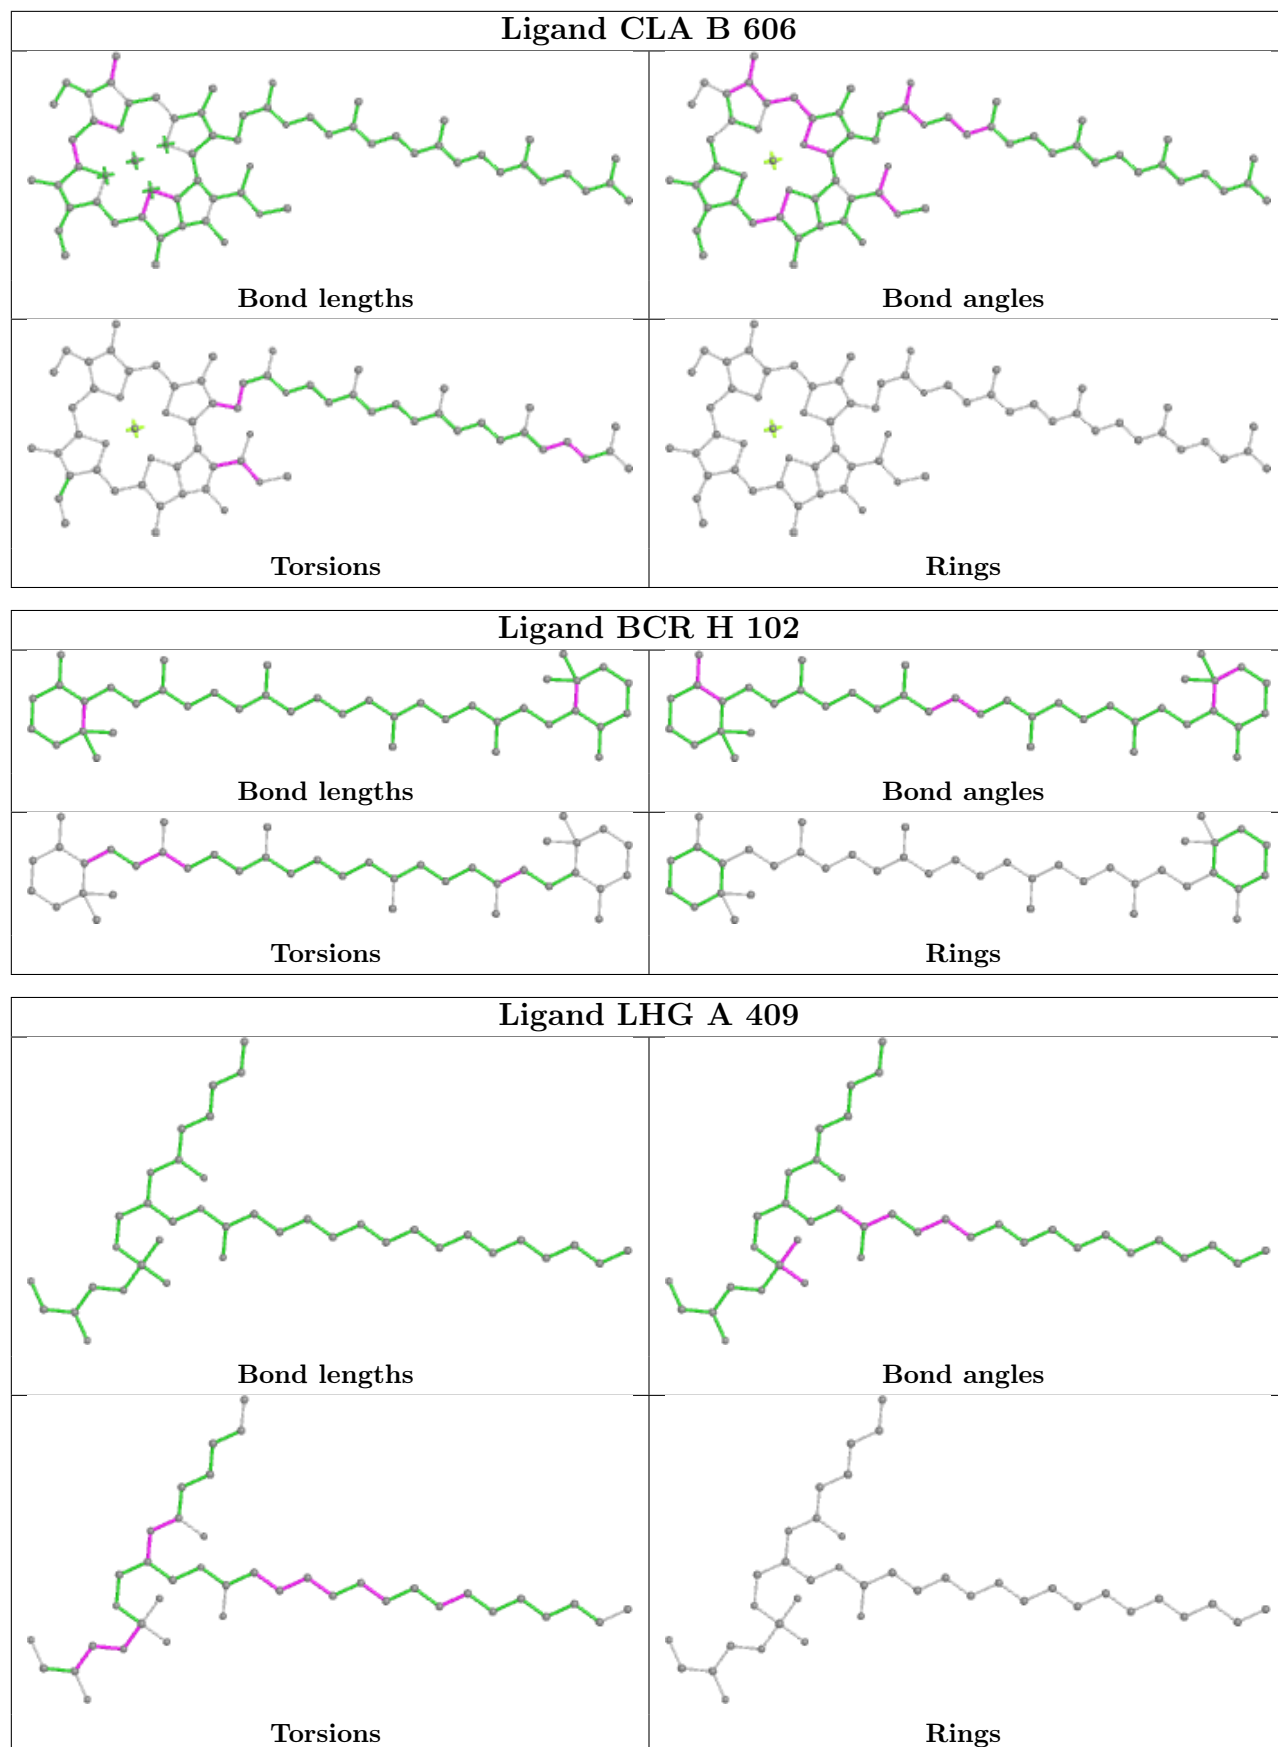 Ligand CLA B 606
Bond lengths
Bond angles
Torsions
Rings
Ligand BCR H 102
Bond lengths
Bond angles
Torsions
Rings
Ligand LHG A 409
Bond lengths
Bond angles
Torsions
Rings